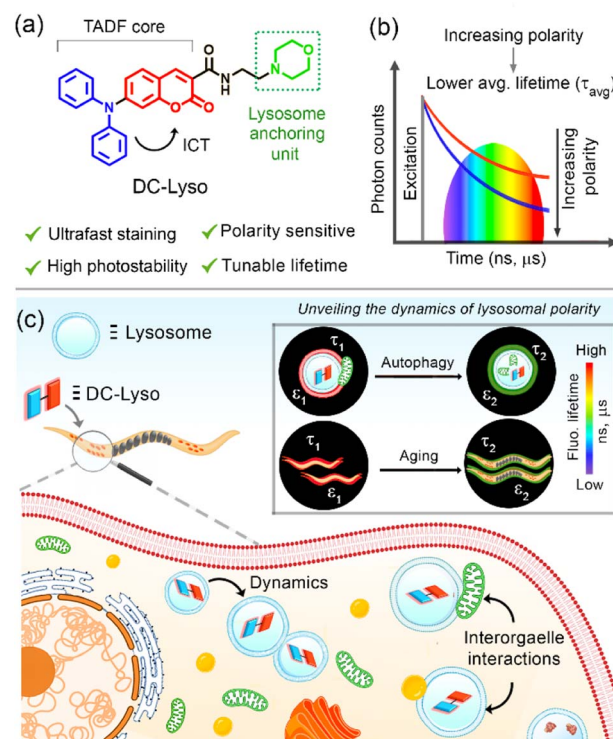 (a)
TADF core
O
N
H
N
O
N
O
O
ICT
Lysosome
anchoring
unit
DC-Lyso
✓ Ultrafast staining
✓ Polarity sensitive
✓ High photostability
✓ Tunable lifetime
(b)
Increasing polarity
Lower avg. lifetime (τavg)
Photon counts
Excitation
Increasing
polarity
Time (ns, μs)
(c)
Ξ Lysosome
Ξ DC-Lyso
Unveiling the dynamics of lysosomal polarity
τ1
ε1
Autophagy
τ2
ε2
τ1
ε1
Aging
τ2
ε2
High
Fluo. lifetime
ns, μs
Low
Dynamics
Interorgaelle
interactions